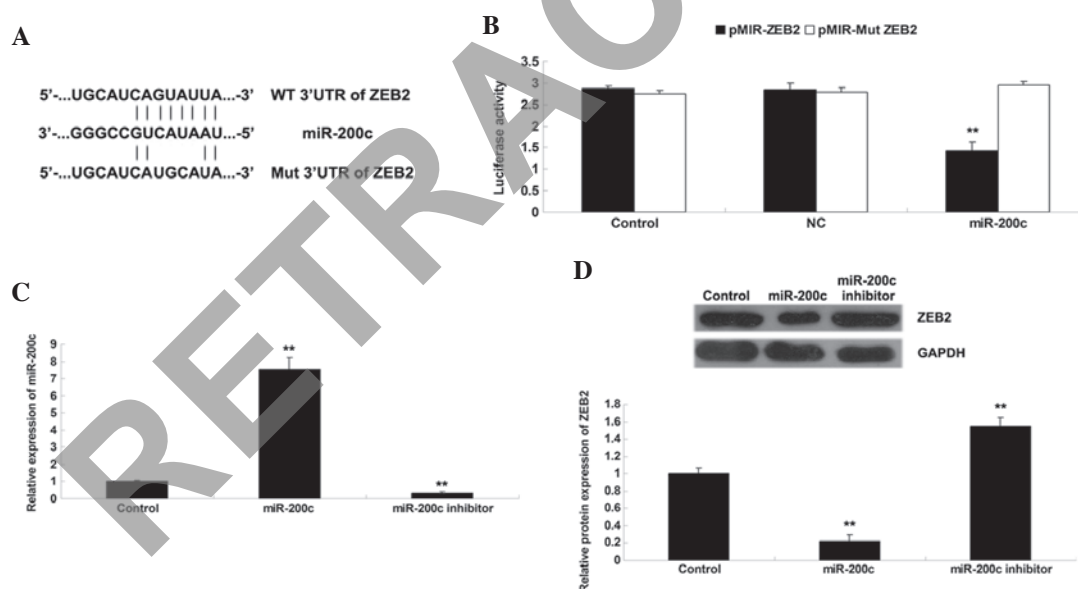 A
5'-...UGCAUCAGUAUUA...-3' WT 3'UTR of ZEB2
3'-...GGGCCGUCAUAAU...-5' miR-200c
5'-...UGCAUCAUGCAUA...-3' Mut 3'UTR of ZEB2
B
pMIR-ZEB2 pMIR-Mut ZEB2
Luciferase activity
3.5
3
2.5
2
1.5
1
0.5
0
**
Control NC miR-200c
C
Relative expression of miR-200c
9
8
7
6
5
4
3
2
1
0
**
**
Control miR-200c miR-200c inhibitor
D
Control miR-200c miR-200c inhibitor
ZEB2
GAPDH
Relative protein expression of ZEB2
1.8
1.6
1.4
1.2
1
0.8
0.6
0.4
0.2
0
**
**
Control miR-200c miR-200c inhibitor
RETRAC